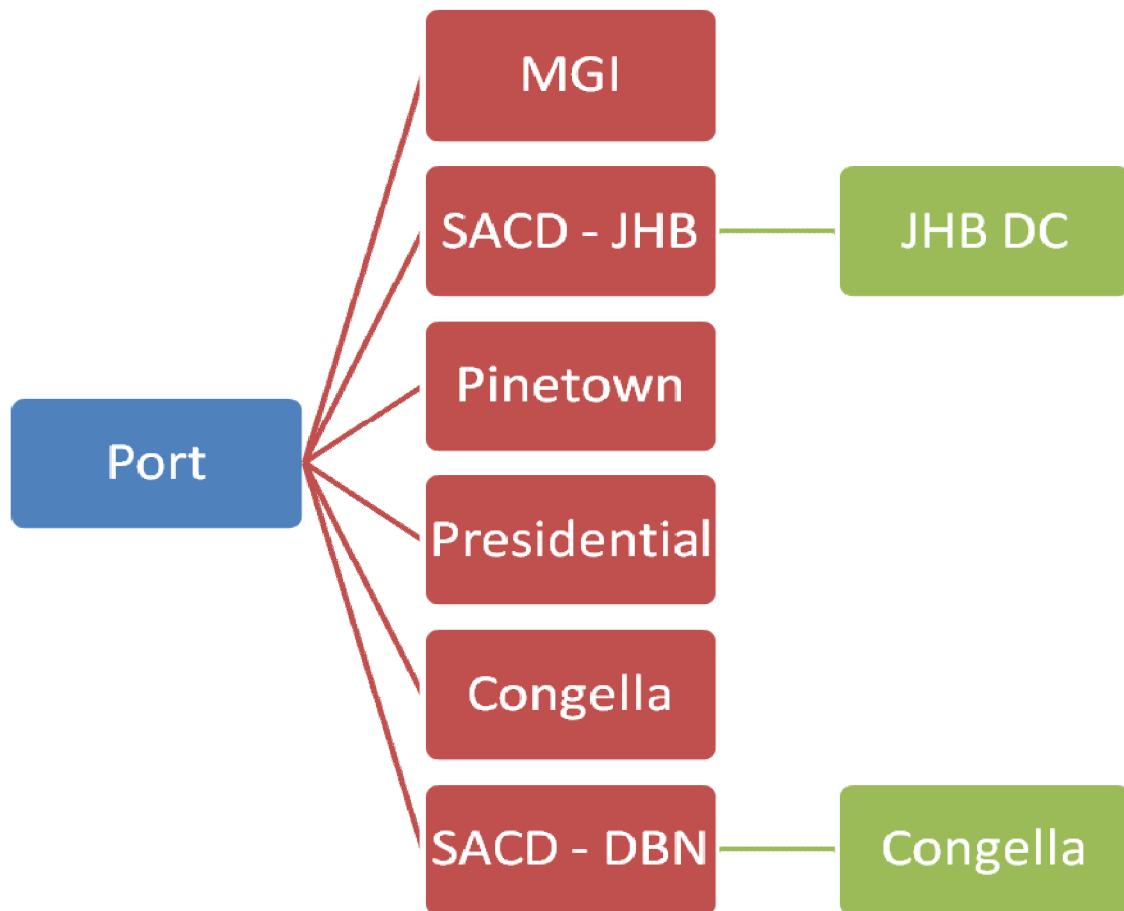 MGI
SACD - JHB
JHB DC
Pinetown
Port
Presidential
Congella
SACD - DBN
Congella